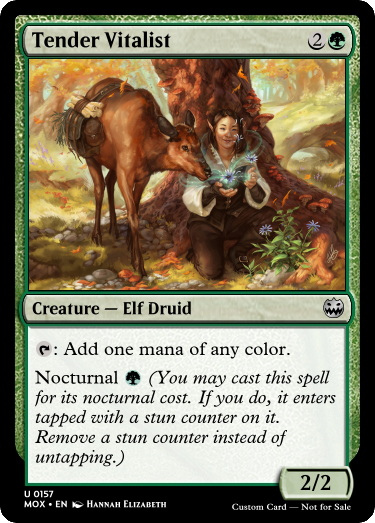 Tender Vitalist 2
Creature — Elf Druid
: Add one mana of any color.
Nocturnal (You may cast this spell
for its nocturnal cost. If you do, it enters
tapped with a stun counter on it.
Remove a stun counter instead of
untapping.)
2/2
U 0157
MOX • EN HANNAH ELIZABETH
Custom Card — Not for Sale